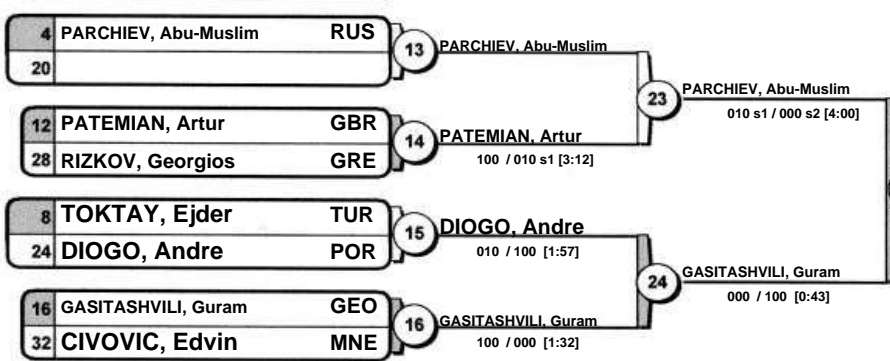 4 PARCHIEV, Abu-Muslim RUS
20
13 PARCHIEV, Abu-Muslim
12 PATEMIAN, Artur GBR
28 RIZKOV, Georgios GRE
14 PATEMIAN, Artur
100 / 010 s1 [3:12]
23 PARCHIEV, Abu-Muslim
010 s1 / 000 s2 [4:00]
8 TOKTAY, Ejder TUR
24 DIOGO, Andre POR
15 DIOGO, Andre
010 / 100 [1:57]
16 GASITASHVILI, Guram GEO
32 CIVOVIC, Edvin MNE
16 GASITASHVILI, Guram
100 / 000 [1:32]
24 GASITASHVILI, Guram
000 / 100 [0:43]